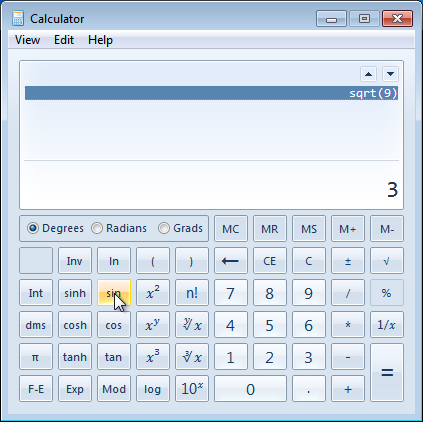 Calculator
View Edit Help
sqrt(9)
3
Degrees Radians Grads MC MR MS M+ M-
Inv ln ( ) ← CE C ± √
Int sinh sin x² n! 7 8 9 / %
dms cosh cos xʸ ʸ√x 4 5 6 * 1/x
π tanh tan x³ ³√x 1 2 3 - =
F-E Exp Mod log 10ˣ 0 . +